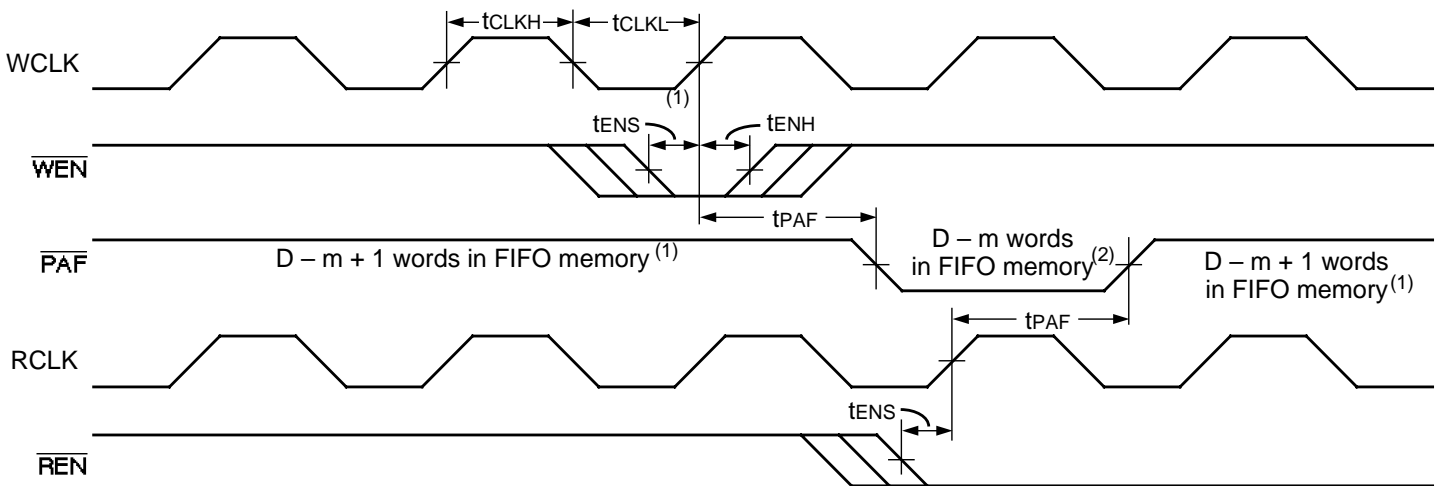 tCLKH
tCLKL
WCLK
(1)
tENS
tENH
WEN
tPAF
PAF
D – m + 1 words in FIFO memory (1)
D – m words
in FIFO memory(2)
D – m + 1 words
in FIFO memory(1)
tPAF
RCLK
tENS
REN